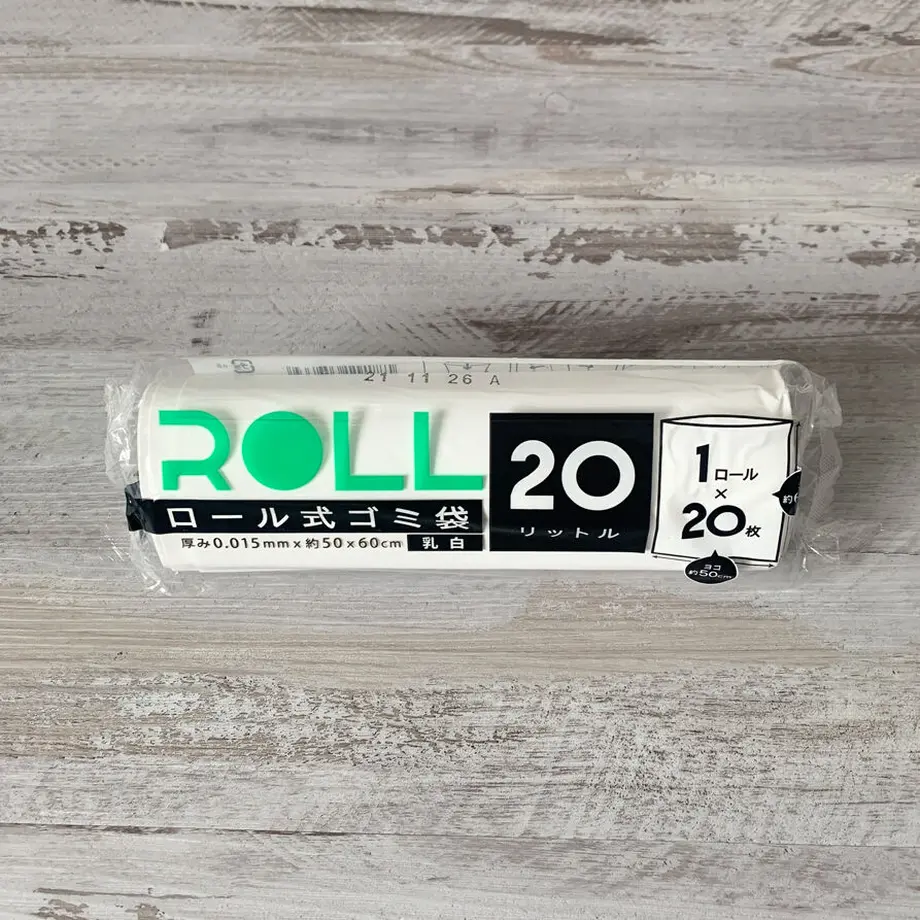 21 11 26 A
ROLL
ロール式ゴミ袋
厚み0.015mm×約50×60cm 乳白
20
リットル
1ロール
×
20枚
ヨコ
約50cm